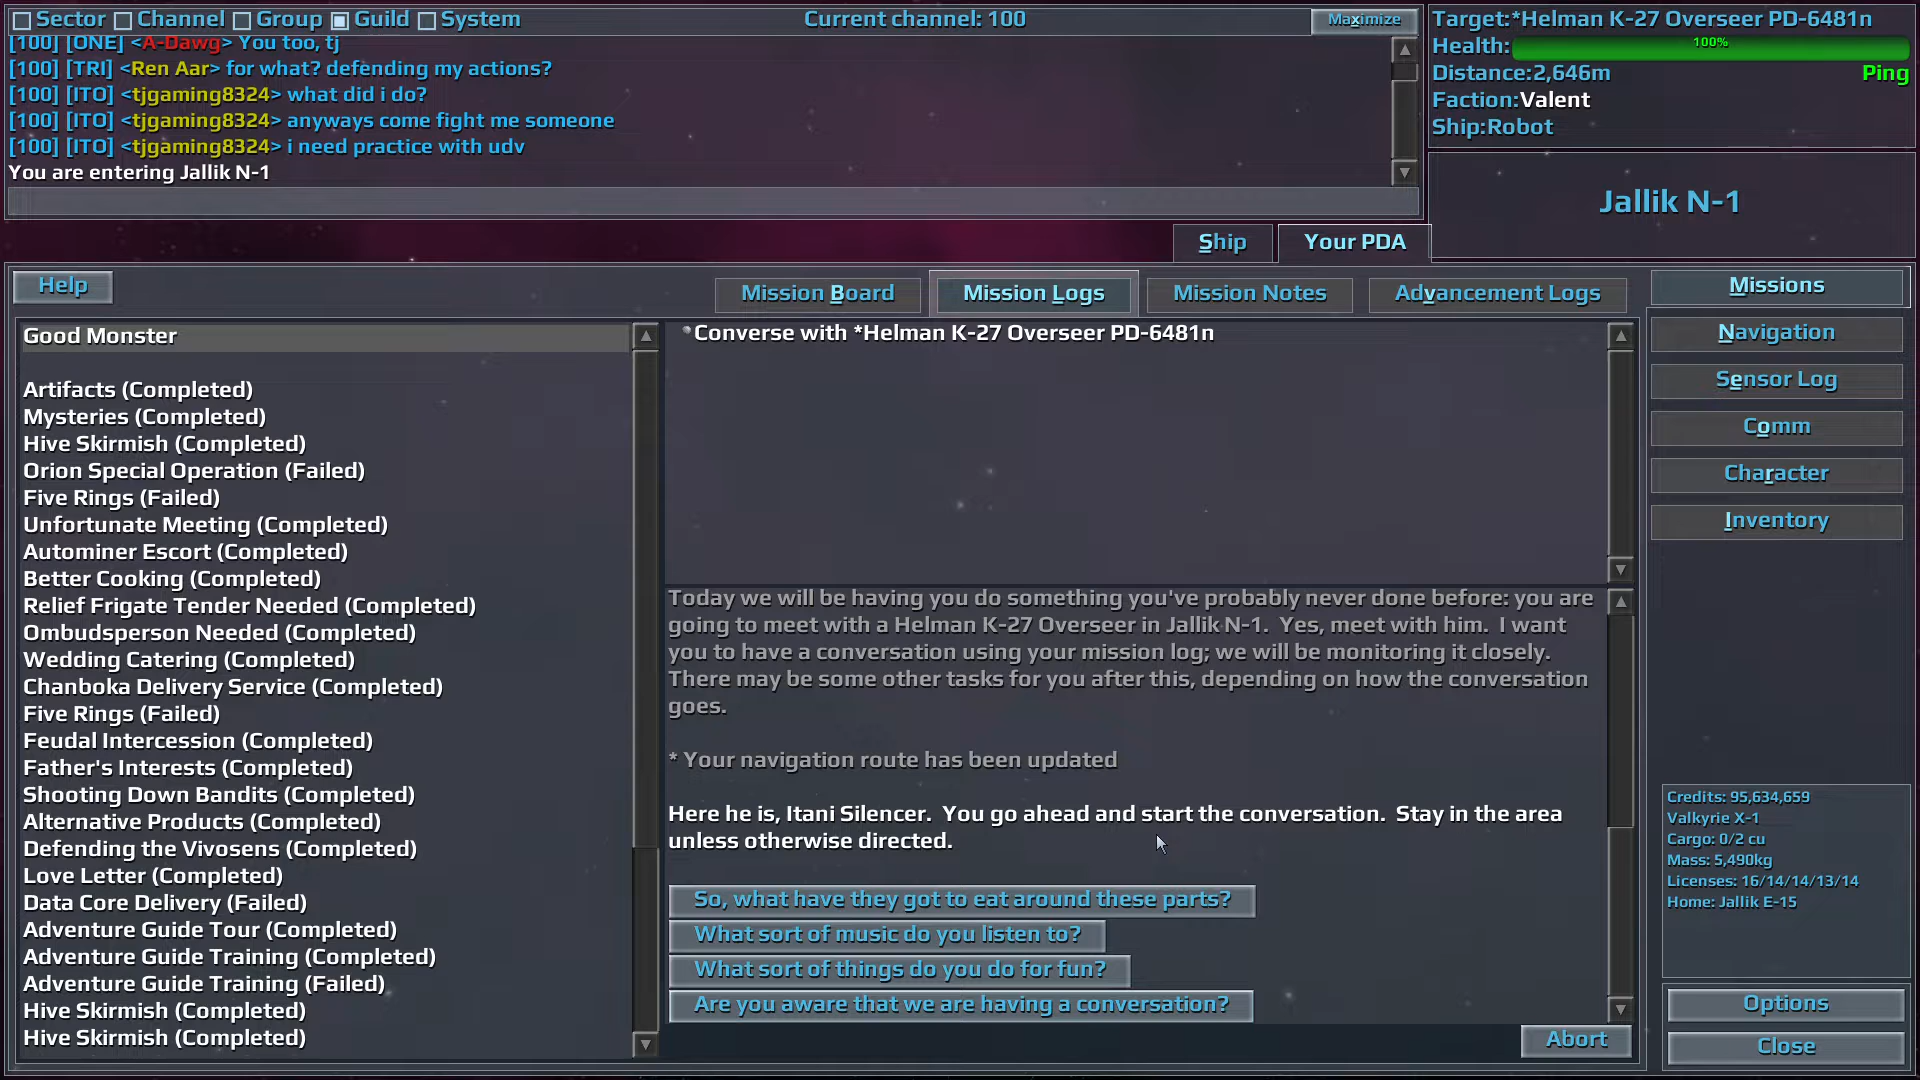 Sector Channel Group Guild System
Current channel: 100
Maximize
[100] [ONE] <A-Dawg> You too, tj
[100] [TRI] <Ren Aar> for what? defending my actions?
[100] [ITO] <tjgaming8324> what did i do?
[100] [ITO] <tjgaming8324> anyways come fight me someone
[100] [ITO] <tjgaming8324> i need practice with udv
You are entering Jallik N-1
Target:*Helman K-27 Overseer PD-6481n
Health: 100%
Distance:2,646m Ping
Faction:Valent
Ship:Robot
Jallik N-1
Ship Your PDA
Help
Mission Board Mission Logs Mission Notes Advancement Logs
Good Monster
Artifacts (Completed)
Mysteries (Completed)
Hive Skirmish (Completed)
Orion Special Operation (Failed)
Five Rings (Failed)
Unfortunate Meeting (Completed)
Autominer Escort (Completed)
Better Cooking (Completed)
Relief Frigate Tender Needed (Completed)
Ombudsperson Needed (Completed)
Wedding Catering (Completed)
Chanboka Delivery Service (Completed)
Five Rings (Failed)
Feudal Intercession (Completed)
Father's Interests (Completed)
Shooting Down Bandits (Completed)
Alternative Products (Completed)
Defending the Vivosens (Completed)
Love Letter (Completed)
Data Core Delivery (Failed)
Adventure Guide Tour (Completed)
Adventure Guide Training (Completed)
Adventure Guide Training (Failed)
Hive Skirmish (Completed)
Hive Skirmish (Completed)
*Converse with *Helman K-27 Overseer PD-6481n
Today we will be having you do something you've probably never done before: you are
going to meet with a Helman K-27 Overseer in Jallik N-1. Yes, meet with him. I want
you to have a conversation using your mission log; we will be monitoring it closely.
There may be some other tasks for you after this, depending on how the conversation
goes.
* Your navigation route has been updated
Here he is, Itani Silencer. You go ahead and start the conversation. Stay in the area
unless otherwise directed.
So, what have they got to eat around these parts?
What sort of music do you listen to?
What sort of things do you do for fun?
Are you aware that we are having a conversation?
Abort
Missions
Navigation
Sensor Log
Comm
Character
Inventory
Credits: 95,634,659
Valkyrie X-1
Cargo: 0/2 cu
Mass: 5,490kg
Licenses: 16/14/14/13/14
Home: Jallik E-15
Options
Close